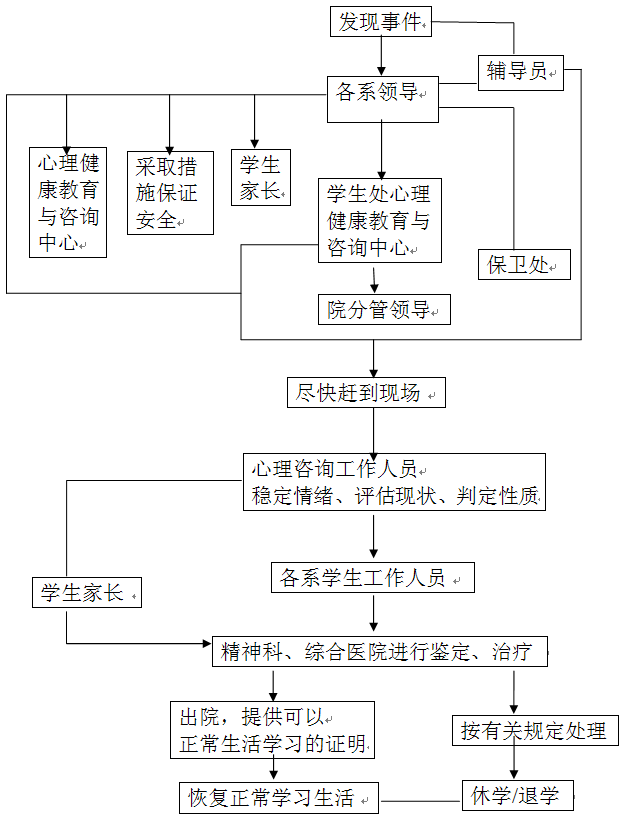 发现事件
辅导员
各系领导
心理健
康教育
与咨询
中心
采取措
施保证
安全
学生
家长
学生处心理
健康教育与
咨询中心
保卫处
院分管领导
尽快赶到现场
心理咨询工作人员
稳定情绪、评估现状、判定性质
各系学生工作人员
学生家长
精神科、综合医院进行鉴定、治疗
出院，提供可以
正常生活学习的证明
按有关规定处理
恢复正常学习生活
休学/退学